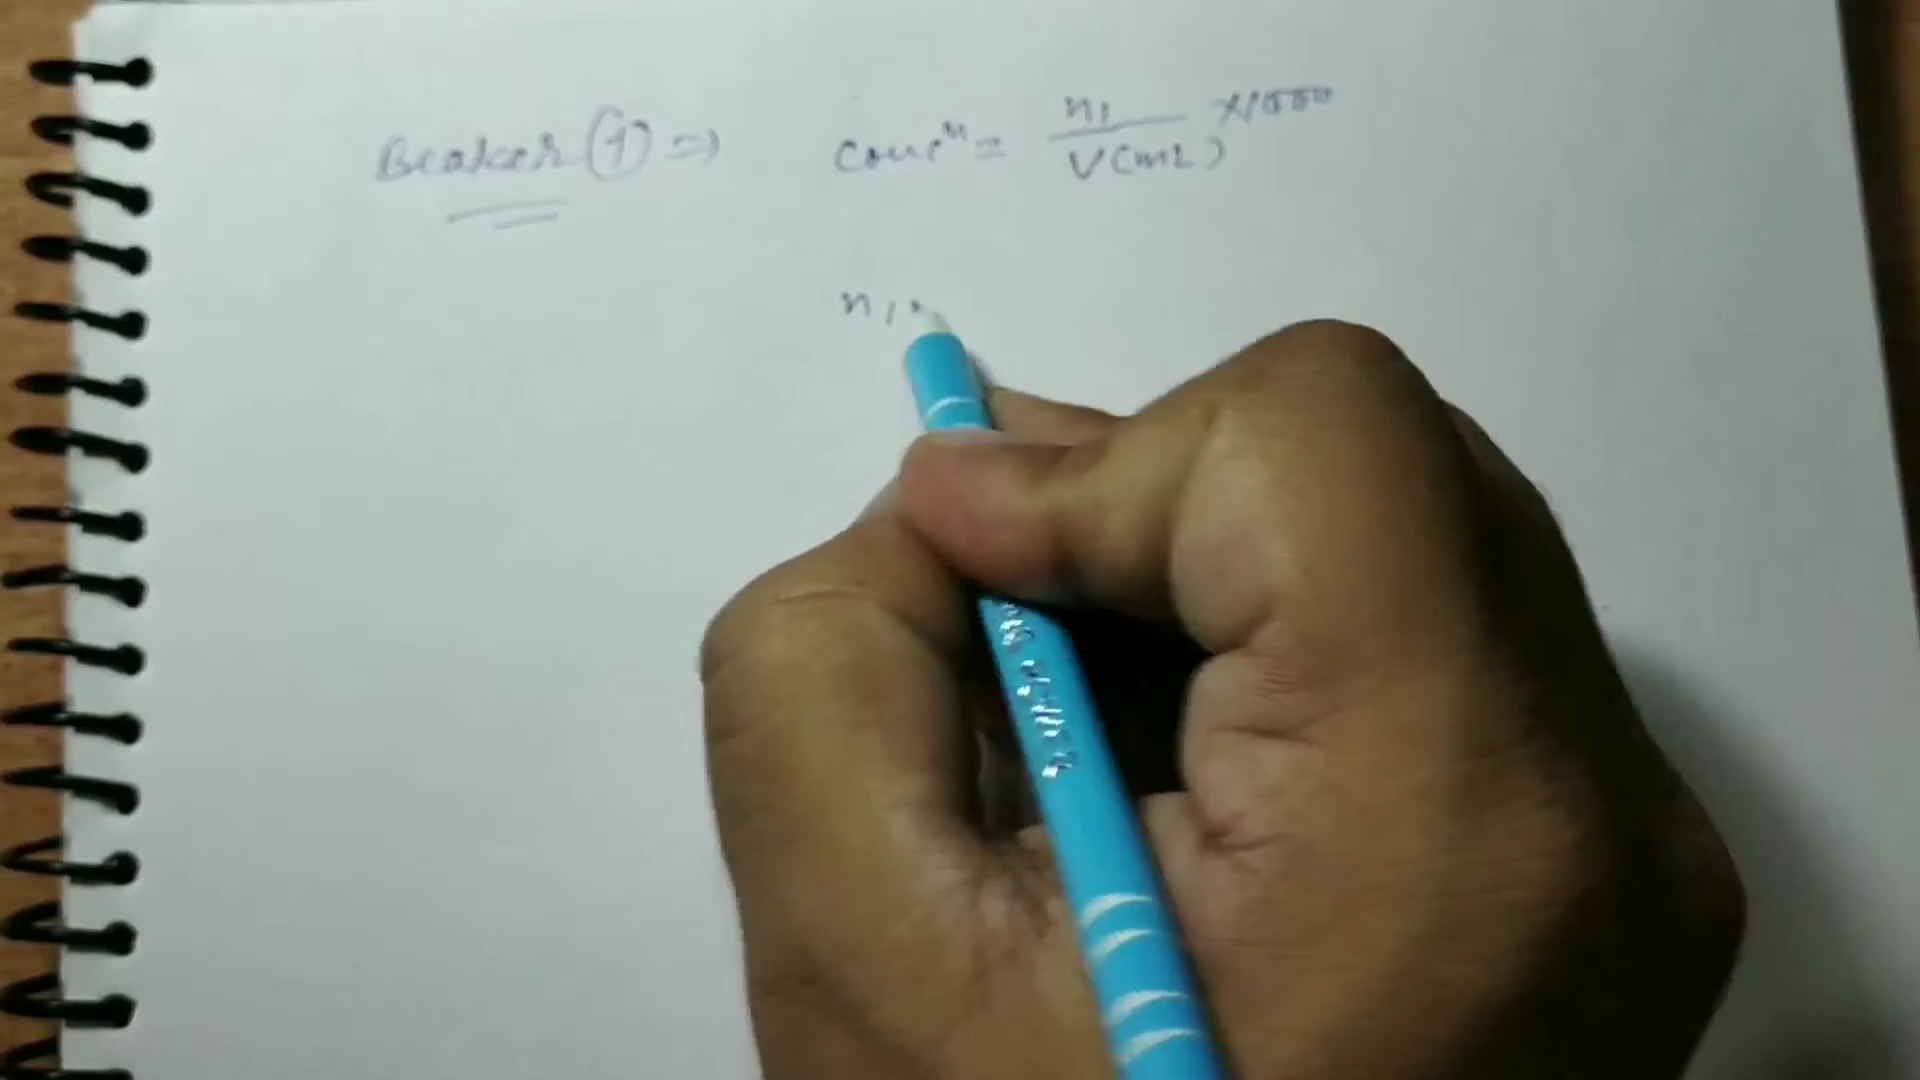 Beaker (1) ⇒ concⁿ = n₁/V(mL) ×1000
n₁